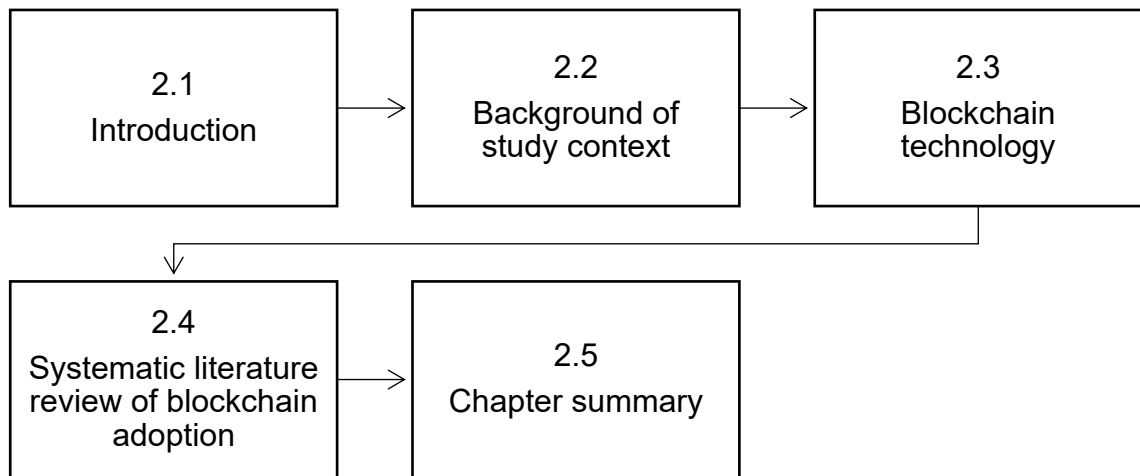 2.1
Introduction
2.2
Background of
study context
2.3
Blockchain
technology
2.4
Systematic literature
review of blockchain
adoption
2.5
Chapter summary